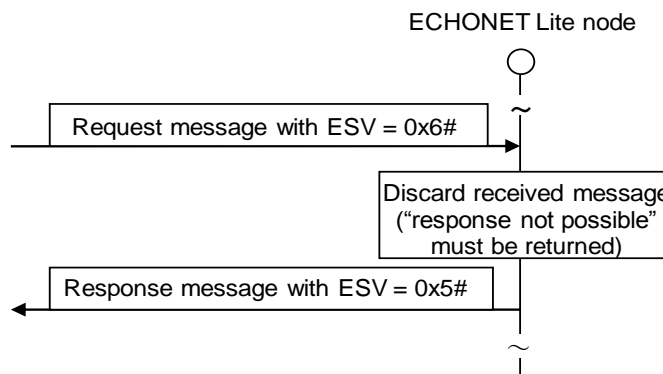 ECHONET Lite node
Request message with ESV = 0x6#
Discard received message
("response not possible"
must be returned)
Response message with ESV = 0x5#